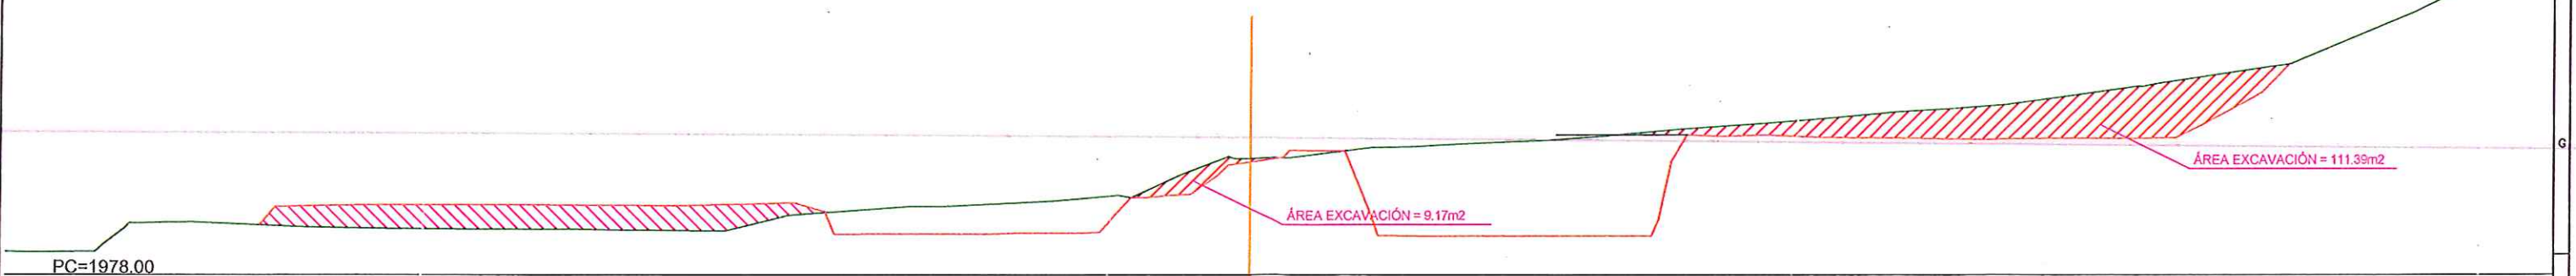 G
ÁREA EXCAVACIÓN = 111.39m2
ÁREA EXCAVACIÓN = 9.17m2
PC=1978.00